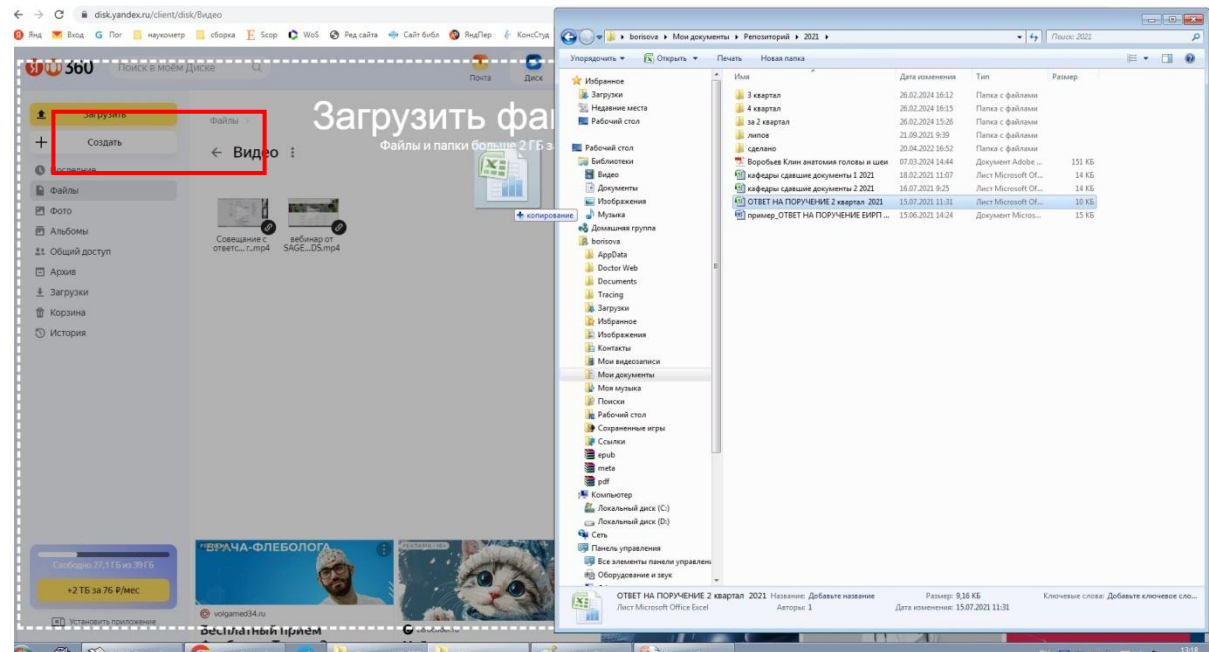 disk.yandex.ru/client/disk/Видео
Янд Вход G Пог наукометр сборка E Scop WoS Ред сайта Сайт библ ЯндПер КонсСтуд
360 Поиск в моём Диске
Почта Диск
Загрузить
Создать
Последние
Файлы
Фото
Альбомы
Общий доступ
Архив
Загрузки
Корзина
История
Свободно 27,1 ГБ из 39 ГБ
+2 ТБ за 76 ₽/мес
Установить приложение
Файлы
Загрузить фа
Файлы и папки больше 2 ГБ з
← Видео
Совещание с
ответс... г.mp4
вебинар от
SAGE...DS.mp4
+ копирование
ВРАЧА-ФЛЕБОЛОГА
volgamed34.ru
Бесплатный приём
borisova ▸ Мои документы ▸ Репозиторий ▸ 2021 ▸
Поиск: 2021
Упорядочить Открыть Печать Новая папка
Избранное
Загрузки
Недавние места
Рабочий стол
Рабочий стол
Библиотеки
Видео
Документы
Изображения
Музыка
Домашняя группа
borisova
AppData
Doctor Web
Documents
Tracing
Загрузки
Избранное
Изображения
Контакты
Мои видеозаписи
Мои документы
Моя музыка
Поиски
Рабочий стол
Сохраненные игры
Ссылки
epub
meta
pdf
Компьютер
Локальный диск (C:)
Локальный диск (D:)
Сеть
Панель управления
Все элементы панели управлен
Оборудование и звук
Имя Дата изменения Тип Размер
3 квартал 26.02.2024 16:12 Папка с файлами
4 квартал 26.02.2024 16:15 Папка с файлами
за 2 квартал 26.02.2024 15:26 Папка с файлами
липов 21.09.2021 9:39 Папка с файлами
сделано 20.04.2022 16:52 Папка с файлами
Воробьев Клин анатомия головы и шеи 07.03.2024 14:44 Документ Adobe ... 151 КБ
кафедры сдавшие документы 1 2021 18.02.2021 11:07 Лист Microsoft Of... 14 КБ
кафедры сдавшие документы 2 2021 16.07.2021 9:25 Лист Microsoft Of... 14 КБ
ОТВЕТ НА ПОРУЧЕНИЕ 2 квартал 2021 15.07.2021 11:31 Лист Microsoft Of... 10 КБ
пример_ОТВЕТ НА ПОРУЧЕНИЕ ЕИРП ... 15.06.2021 14:24 Документ Micros... 15 КБ
ОТВЕТ НА ПОРУЧЕНИЕ 2 квартал 2021 Название: Добавьте название Размер: 9,16 КБ Ключевые слова: Добавьте ключевое сло...
Лист Microsoft Office Excel Авторы: 1 Дата изменения: 15.07.2021 11:31
13:18